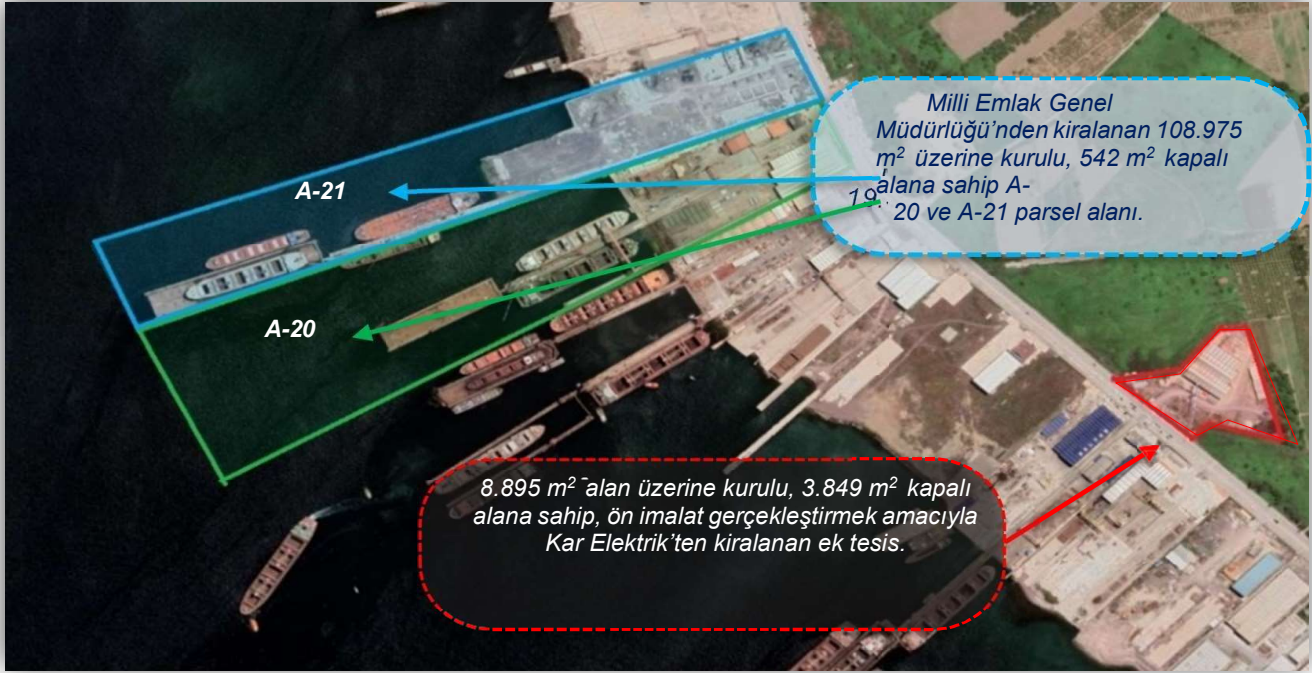 Milli Emlak Genel
Müdürlüğü’nden kiralanan 108.975
m² üzerine kurulu, 542 m² kapalı
alana sahip A-
19.
20 ve A-21 parsel alanı.
A-21
A-20
8.895 m² alan üzerine kurulu, 3.849 m² kapalı
alana sahip, ön imalat gerçekleştirmek amacıyla
Kar Elektrik’ten kiralanan ek tesis.